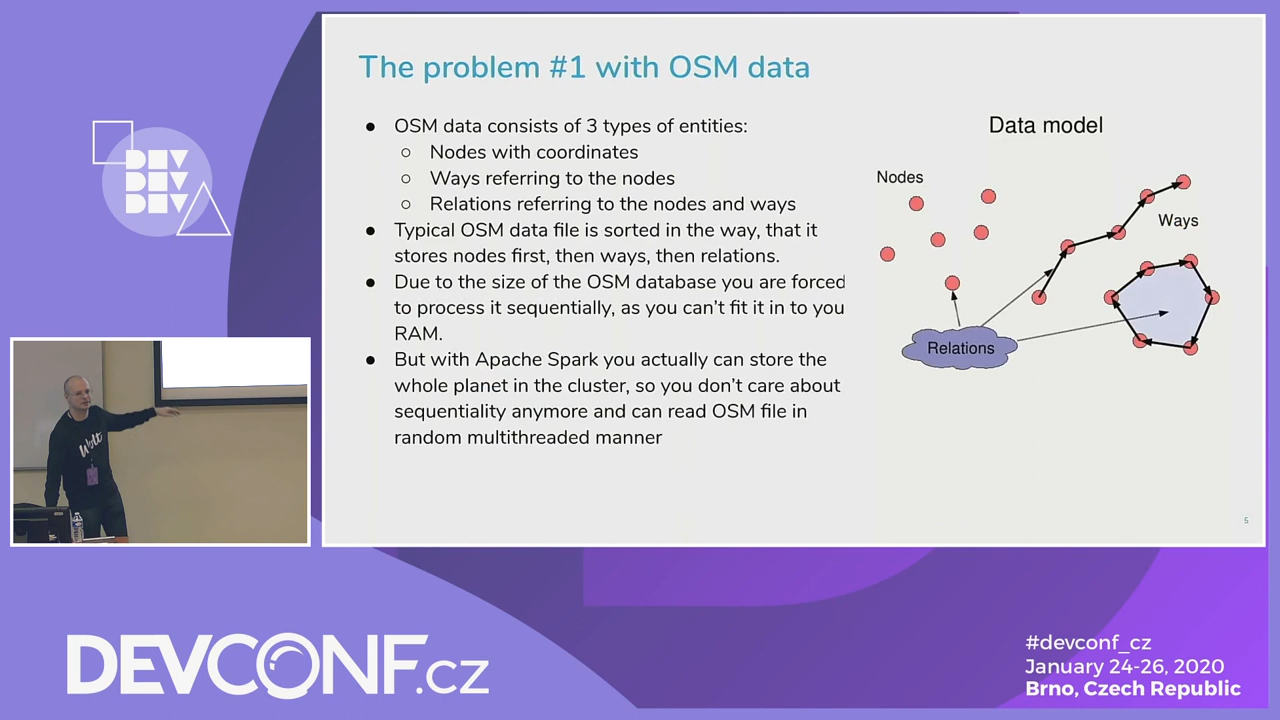 The problem #1 with OSM data
● OSM data consists of 3 types of entities:
○ Nodes with coordinates
○ Ways referring to the nodes
○ Relations referring to the nodes and ways
● Typical OSM data file is sorted in the way, that it
stores nodes first, then ways, then relations.
● Due to the size of the OSM database you are forced
to process it sequentially, as you can't fit it in to you
RAM.
● But with Apache Spark you actually can store the
whole planet in the cluster, so you don't care about
sequentiality anymore and can read OSM file in
random multithreaded manner
Data model
Nodes
Ways
Relations
5
DEV
DEV
DEV
Wolt
DEVCONF.cz
#devconf_cz
January 24-26, 2020
Brno, Czech Republic